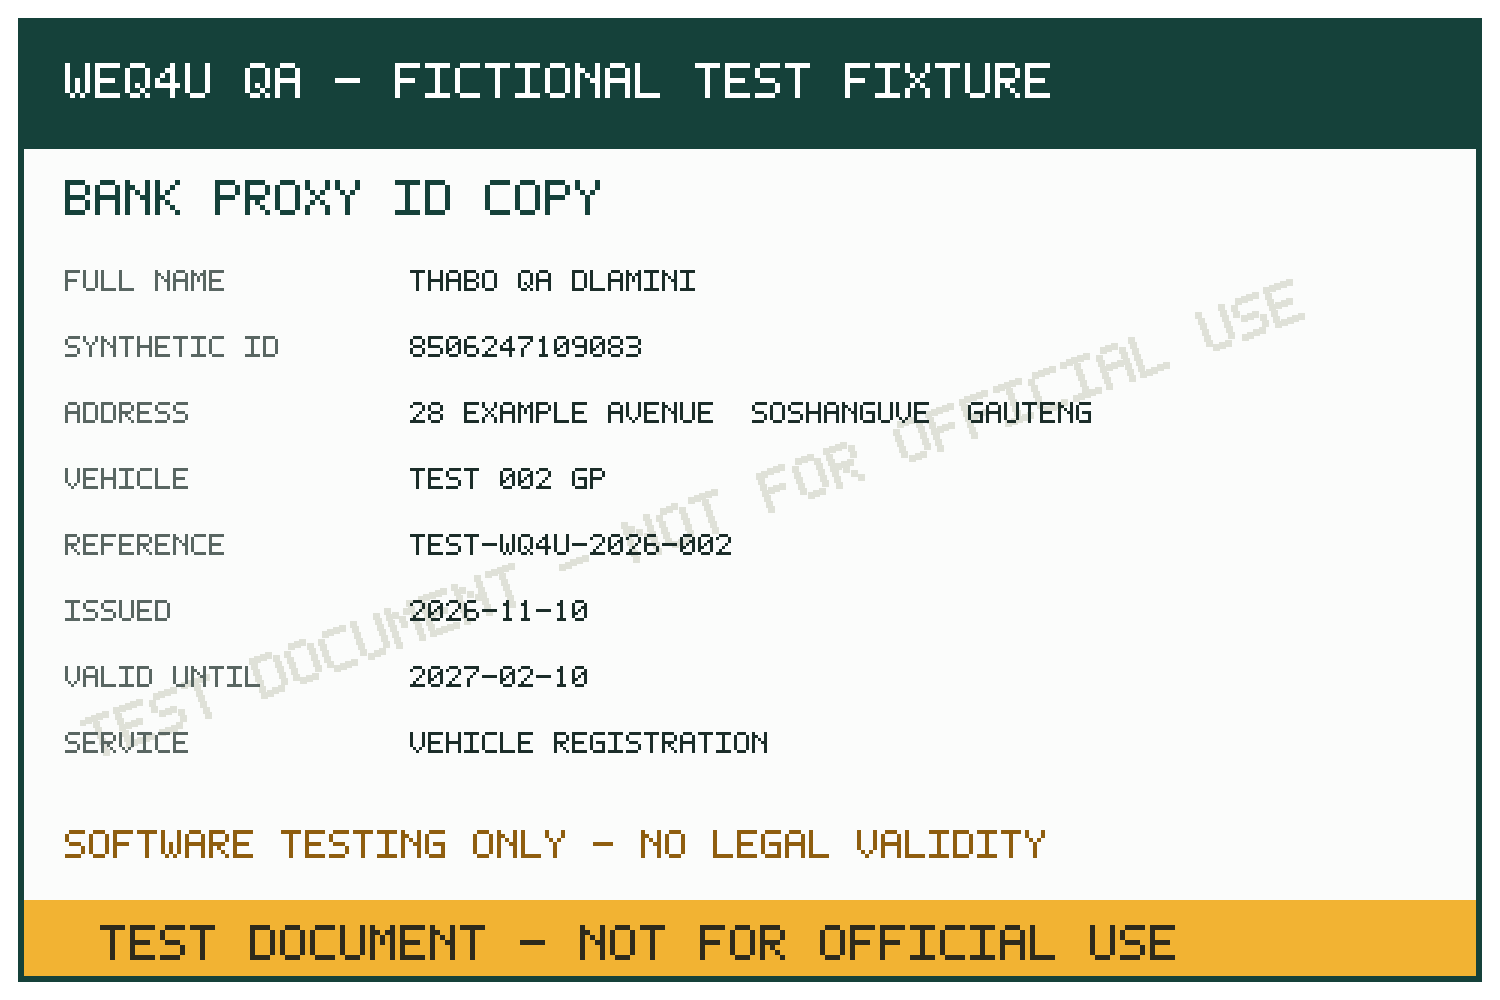 WEQ4U QA - FICTIONAL TEST FIXTURE
BANK PROXY ID COPY
FULL NAME THABO QA DLAMINI
SYNTHETIC ID 8506247109083
ADDRESS 28 EXAMPLE AVENUE SOSHANGUVE GAUTENG
VEHICLE TEST 002 GP
REFERENCE TEST-WQ4U-2026-002
ISSUED 2026-11-10
VALID UNTIL 2027-02-10
SERVICE VEHICLE REGISTRATION
TEST DOCUMENT - NOT FOR OFFICIAL USE
SOFTWARE TESTING ONLY - NO LEGAL VALIDITY
TEST DOCUMENT - NOT FOR OFFICIAL USE